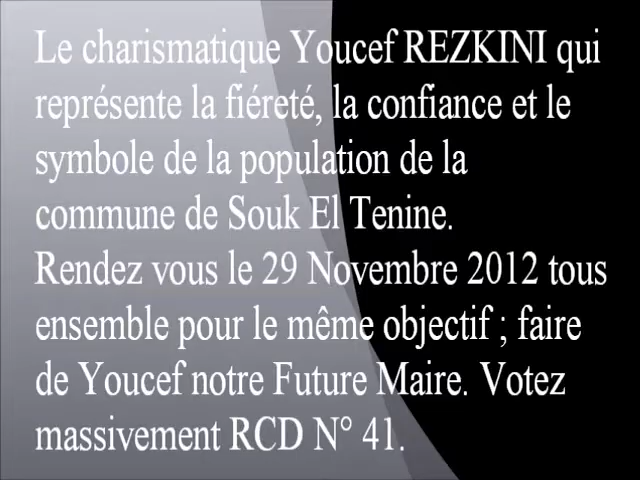 Le charismatique Youcef REZKINI qui
représente la fiéreté, la confiance et le
symbole de la population de la
commune de Souk El Tenine.
Rendez vous le 29 Novembre 2012 tous
ensemble pour le même objectif ; faire
de Youcef notre Future Maire. Votez
massivement RCD N° 41.